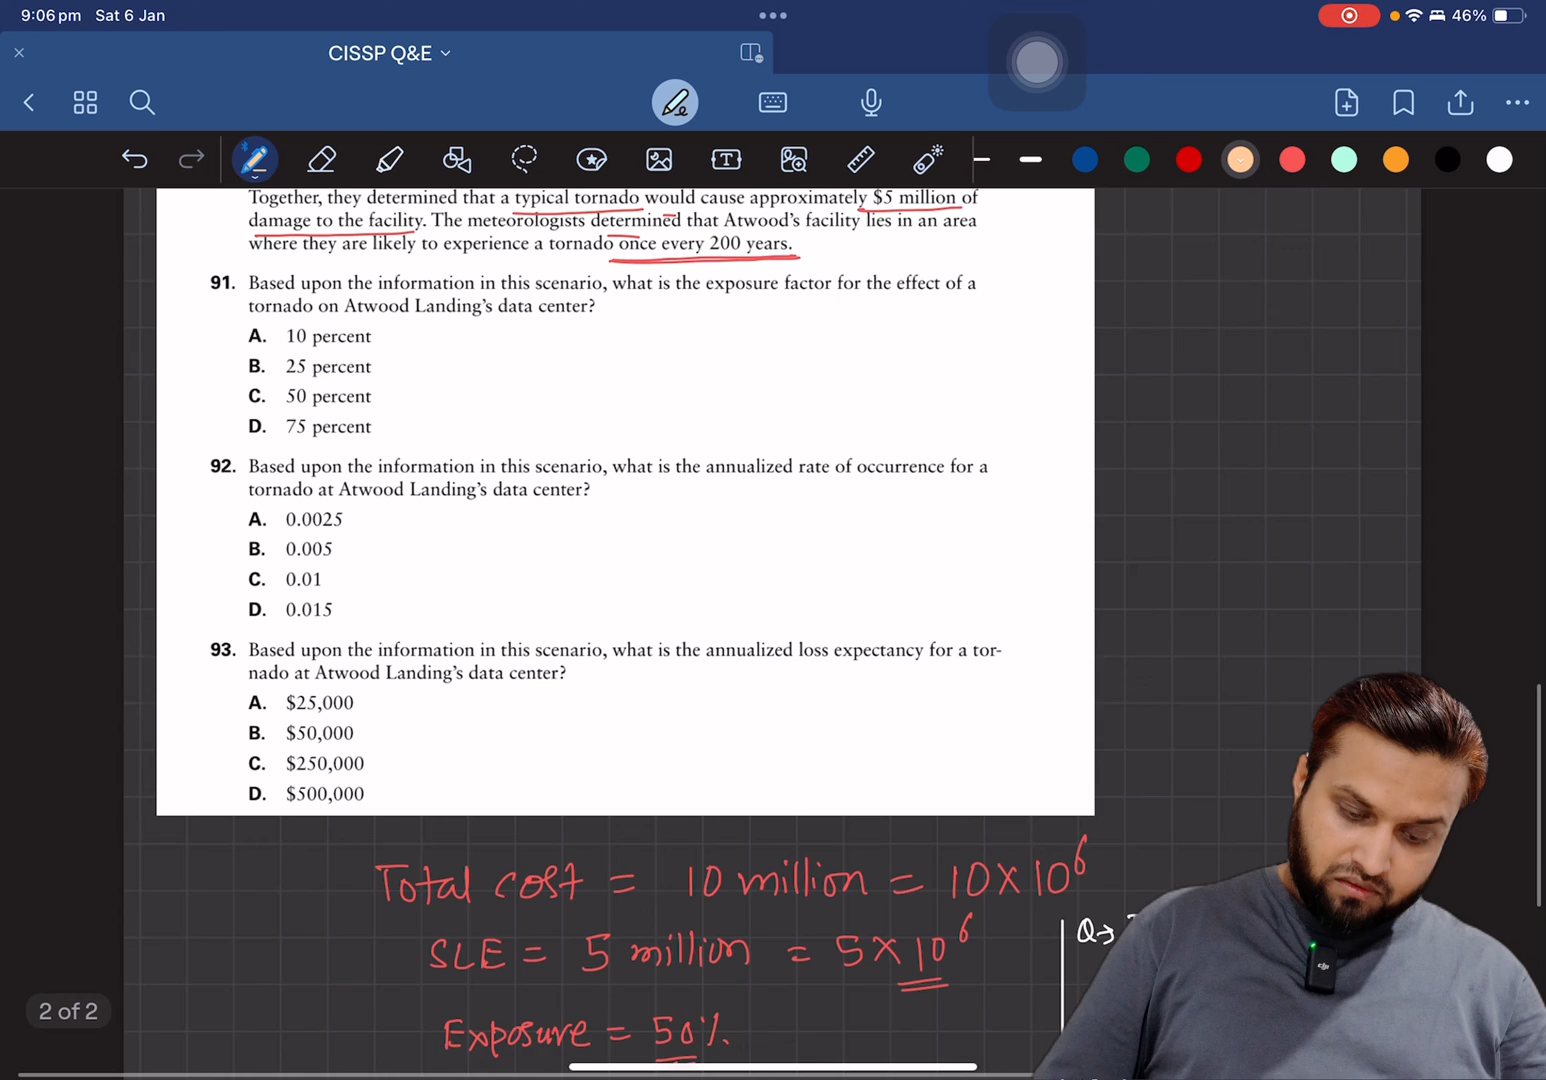 9:06 pm Sat 6 Jan
46%
CISSP Q&E
Together, they determined that a typical tornado would cause approximately $5 million of
damage to the facility. The meteorologists determined that Atwood's facility lies in an area
where they are likely to experience a tornado once every 200 years.
91. Based upon the information in this scenario, what is the exposure factor for the effect of a
tornado on Atwood Landing's data center?
A. 10 percent
B. 25 percent
C. 50 percent
D. 75 percent
92. Based upon the information in this scenario, what is the annualized rate of occurrence for a
tornado at Atwood Landing's data center?
A. 0.0025
B. 0.005
C. 0.01
D. 0.015
93. Based upon the information in this scenario, what is the annualized loss expectancy for a tor-
nado at Atwood Landing's data center?
A. $25,000
B. $50,000
C. $250,000
D. $500,000
Total cost = 10 million = 10 × 10⁶
SLE = 5 million = 5 × 10⁶
Q→
Exposure = 50%.
2 of 2
dji